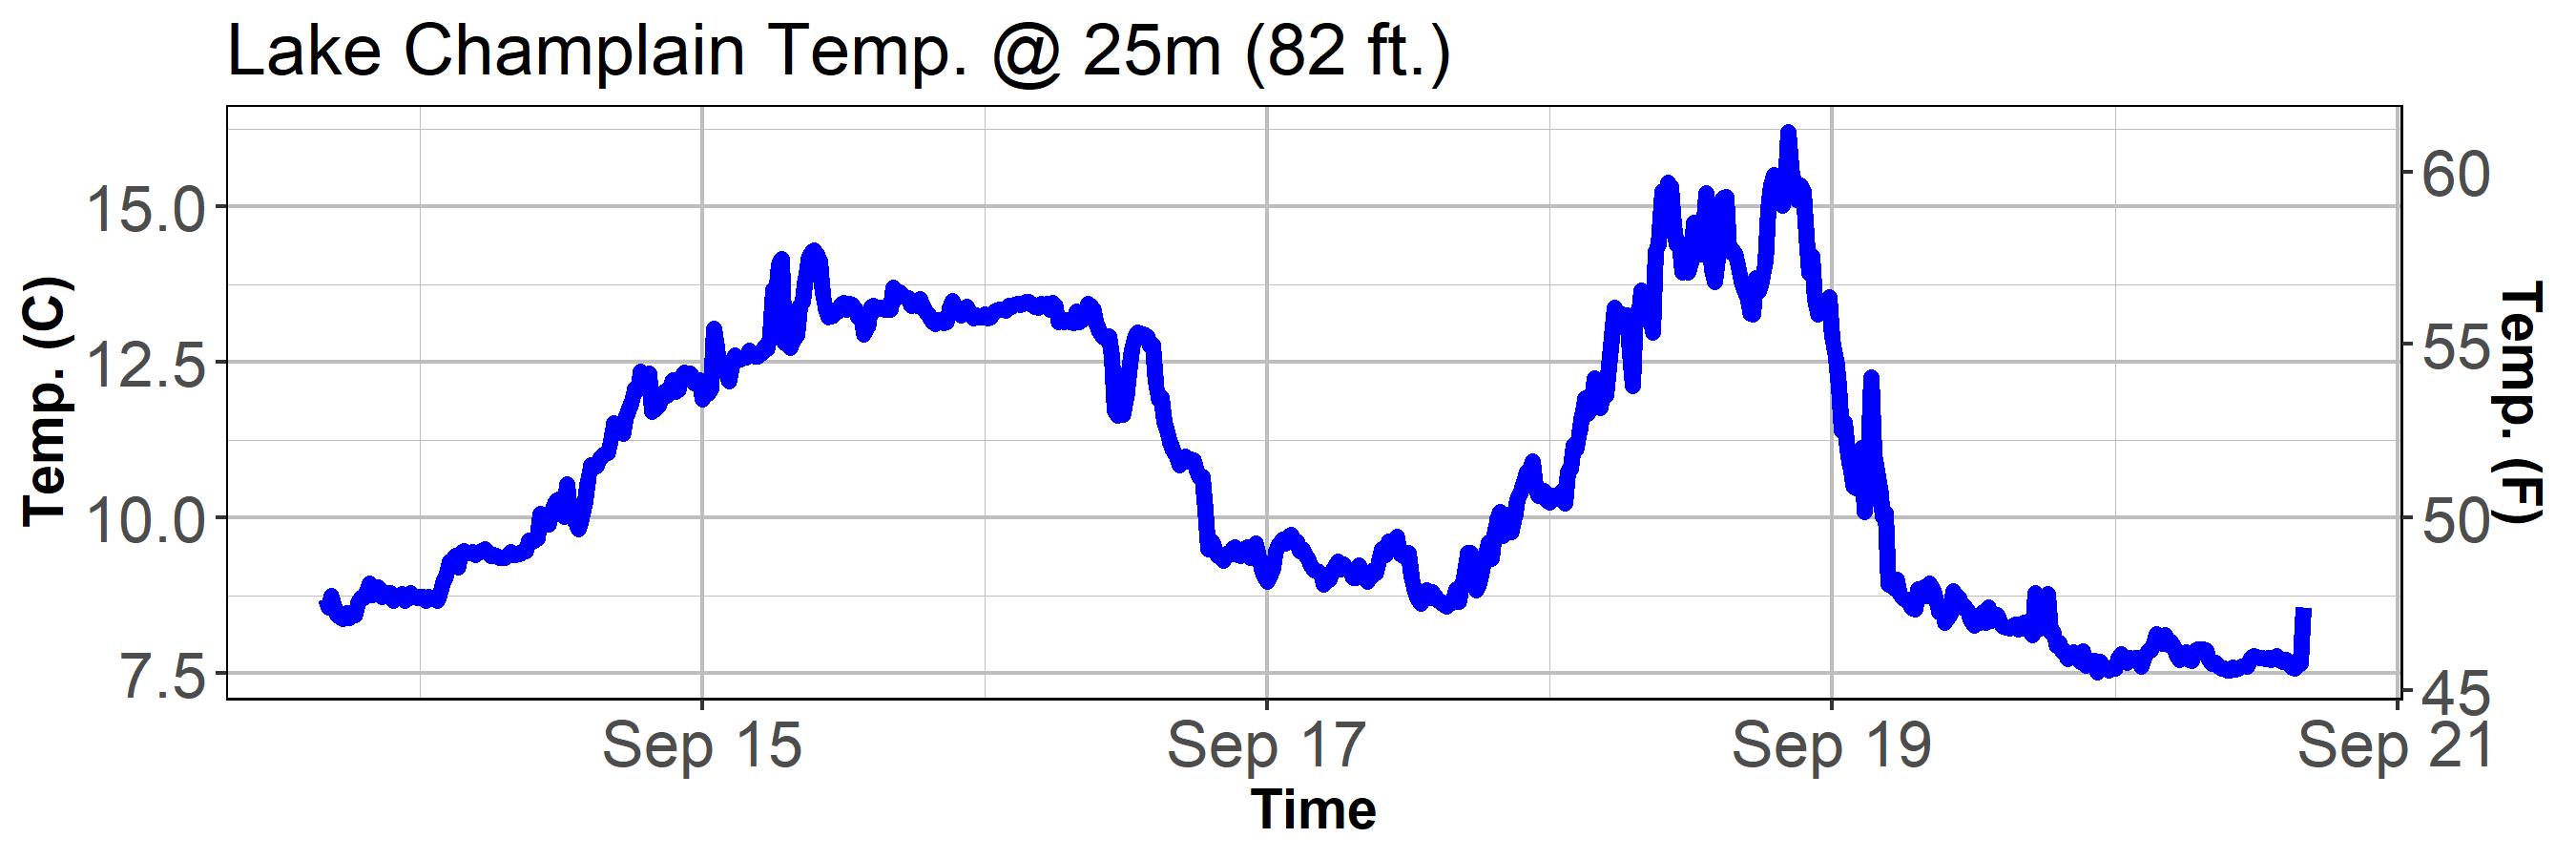 Lake Champlain Temp. @ 25m (82 ft.)
Temp. (C)
15.0
12.5
10.0
7.5
60
55
50
45
Temp. (F)
Sep 15
Sep 17
Sep 19
Sep 21
Time